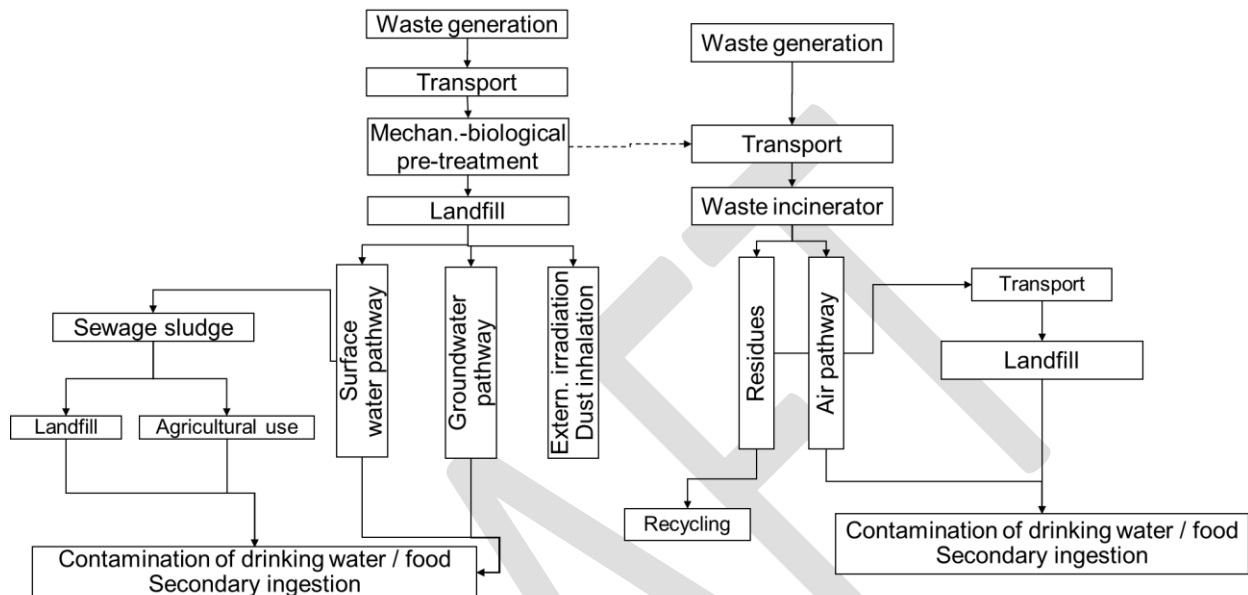 Waste generation
Transport
Mechan.-biological
pre-treatment
Landfill
Surface
water pathway
Groundwater
pathway
Extern. irradiation
Dust inhalation
Sewage sludge
Landfill
Agricultural use
Contamination of drinking water / food
Secondary ingestion
Waste generation
Transport
Waste incinerator
Residues
Air pathway
Transport
Landfill
Recycling
Contamination of drinking water / food
Secondary ingestion